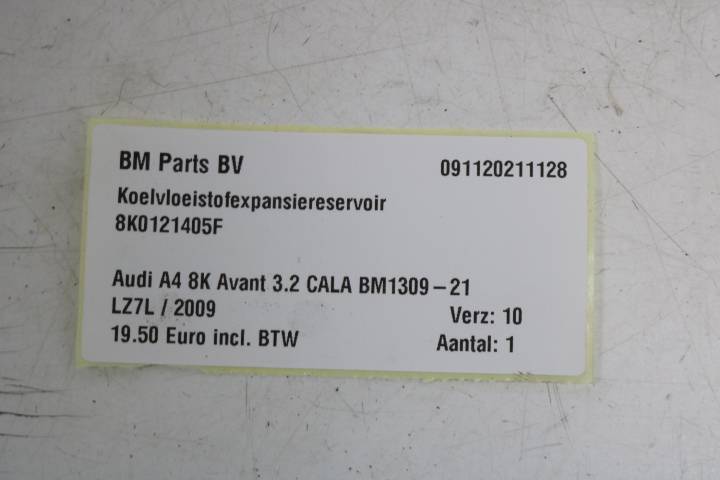 BM Parts BV 091120211128
Koelvloeistofexpansiereservoir
8K0121405F
Audi A4 8K Avant 3.2 CALA BM1309-21
LZ7L / 2009 Verz: 10
19.50 Euro incl. BTW Aantal: 1